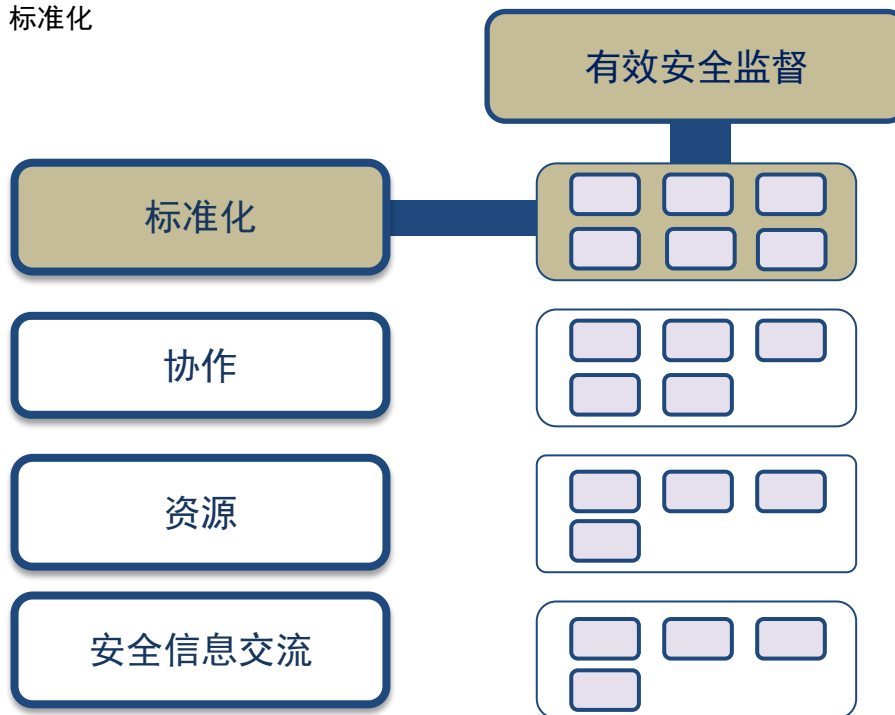 标准化
有效安全监督
标准化
协作
资源
安全信息交流